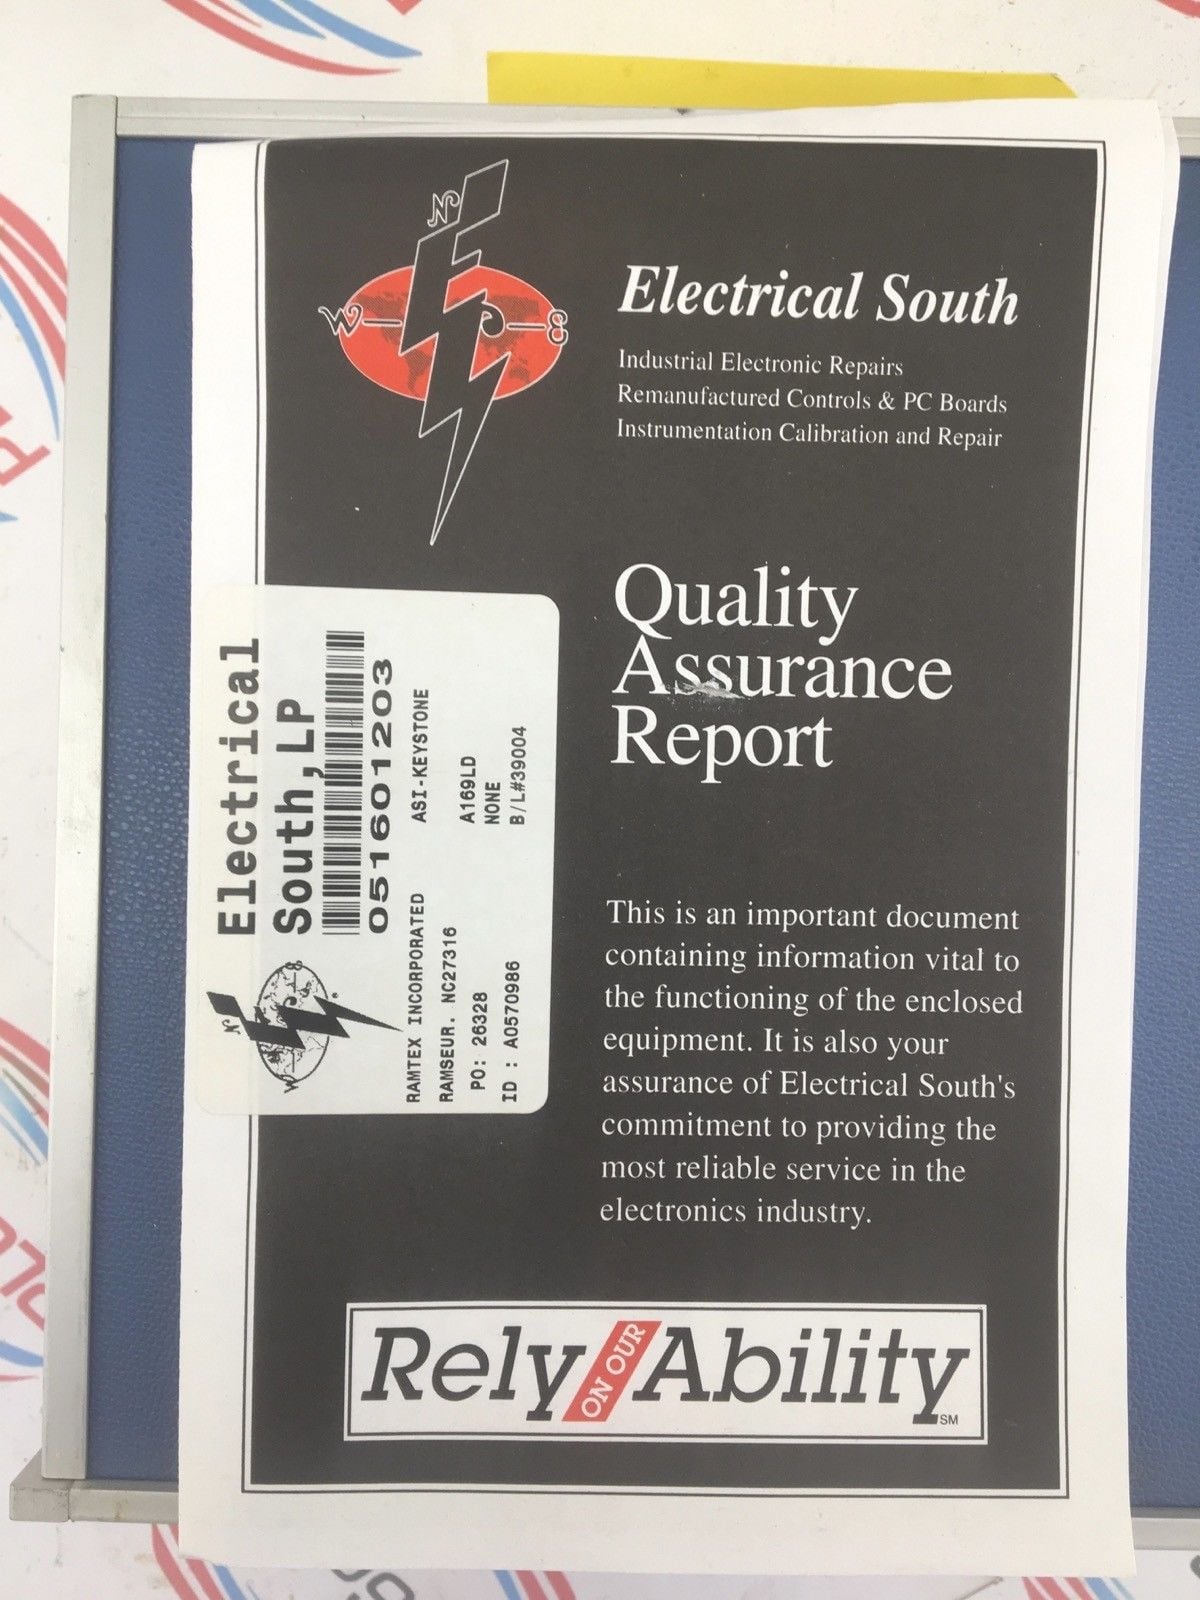 N
W
E
S
Electrical South
Industrial Electronic Repairs
Remanufactured Controls & PC Boards
Instrumentation Calibration and Repair
Quality
Assurance
Report
Electrical
South,LP
051601203
RAMTEX INCORPORATED ASI-KEYSTONE
RAMSEUR. NC27316
PO: 26328 A169LD
NONE
ID : A0570986 B/L#39004
This is an important document
containing information vital to
the functioning of the enclosed
equipment. It is also your
assurance of Electrical South's
commitment to providing the
most reliable service in the
electronics industry.
Rely ON OUR Ability SM